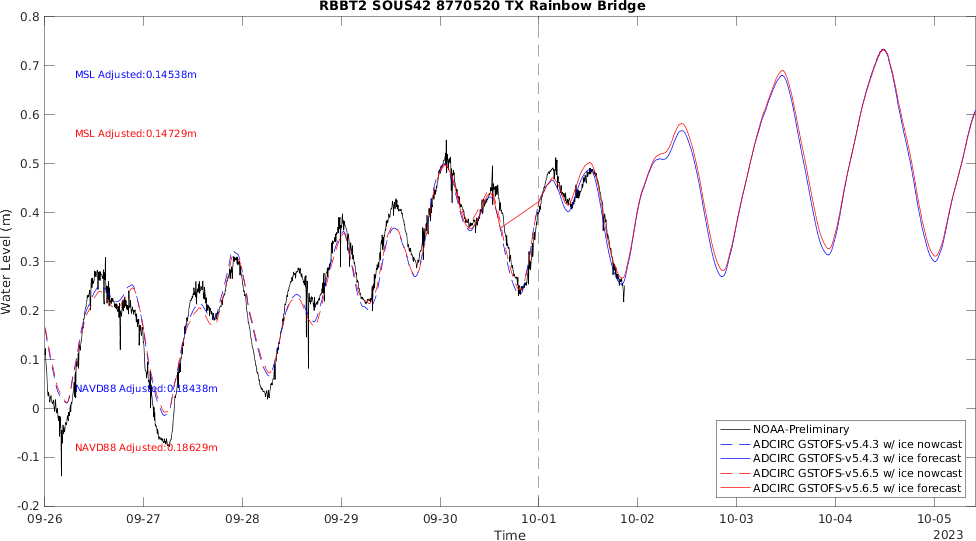 RBBT2 SOUS42 8770520 TX Rainbow Bridge
0.8
0.7
0.6
0.5
0.4
0.3
0.2
0.1
0
-0.1
-0.2
Water Level (m)
MSL Adjusted:0.14538m
MSL Adjusted:0.14729m
NAVD88 Adjusted:0.18438m
NAVD88 Adjusted:0.18629m
NOAA-Preliminary
ADCIRC GSTOFS-v5.4.3 w/ ice nowcast
ADCIRC GSTOFS-v5.4.3 w/ ice forecast
ADCIRC GSTOFS-v5.6.5 w/ ice nowcast
ADCIRC GSTOFS-v5.6.5 w/ ice forecast
09-26 09-27 09-28 09-29 09-30 10-01 10-02 10-03 10-04 10-05
2023
Time